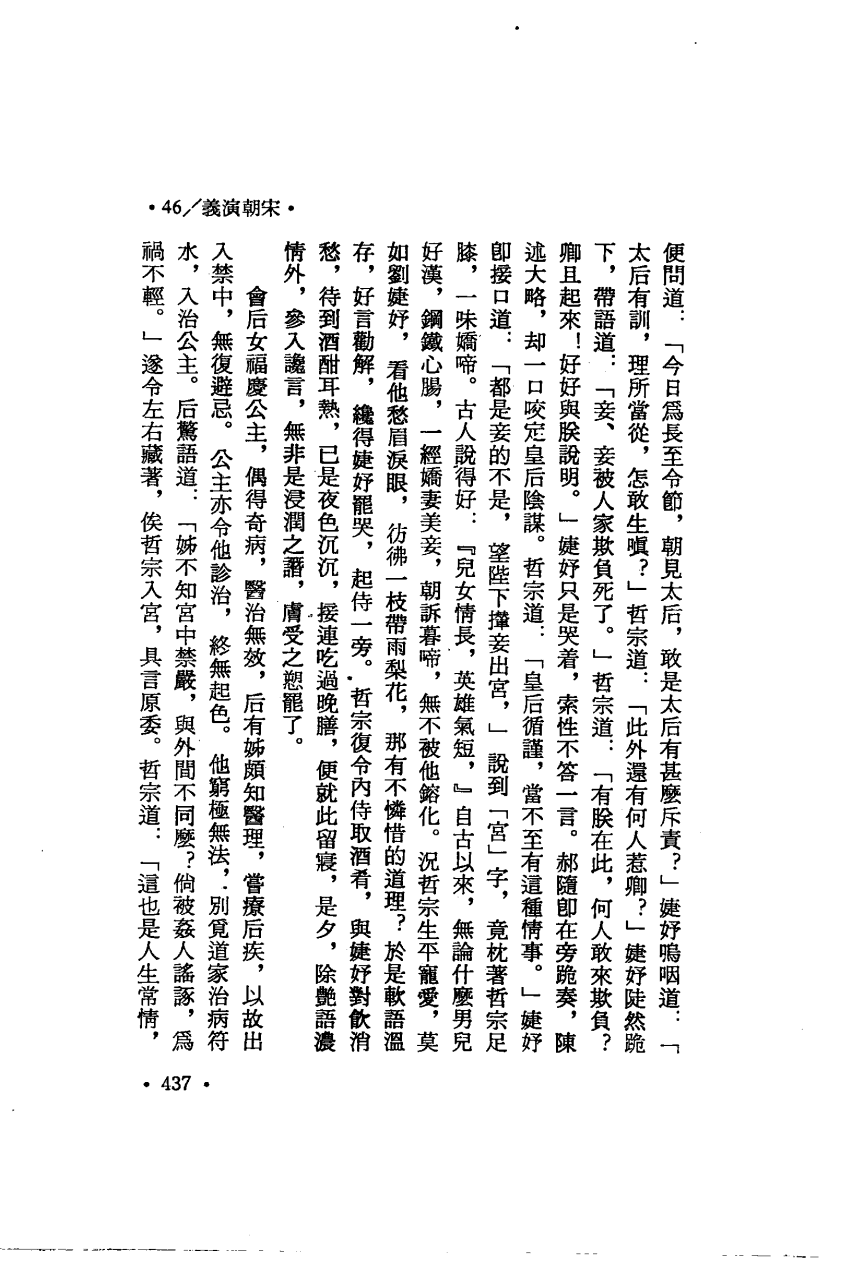 •46／義演朝宋•
便問道：「今日爲長至令節，朝見太后，敢是太后有甚麼斥責？」婕妤嗚咽道：「
太后有訓，理所當從，怎敢生嗔？」哲宗道：「此外還有何人惹卿？」婕妤陡然跪
下，帶語道：「妾、妾被人家欺負死了。」哲宗道：「有朕在此，何人敢來欺負？
卿且起來！好好與朕說明。」婕妤只是哭着，索性不答一言。郝隨卽在旁跪奏，陳
述大略，却一口咬定皇后陰謀。哲宗道：「皇后循謹，當不至有這種情事。」婕妤
卽接口道：「都是妾的不是，望陛下攆妾出宮，」說到「宮」字，竟枕著哲宗足
膝，一味嬌啼。古人說得好：『兒女情長，英雄氣短，』自古以來，無論什麼男兒
好漢，鋼鐵心腸，一經嬌妻美妾，朝訴暮啼，無不被他鎔化。況哲宗生平寵愛，莫
如劉婕妤，看他愁眉淚眼，彷彿一枝帶雨梨花，那有不憐惜的道理？於是軟語溫
存，好言勸解，纔得婕妤罷哭，起侍一旁。哲宗復令內侍取酒肴，與婕妤對飲消
愁，待到酒酣耳熱，已是夜色沉沉，接連吃過晚膳，便就此留寢，是夕，除艷語濃
情外，參入讒言，無非是浸潤之譖，膚受之愬罷了。
會后女福慶公主，偶得奇病，醫治無效，后有姊頗知醫理，嘗療后疾，以故出
入禁中，無復避忌。公主亦令他診治，終無起色。他窮極無法，別覓道家治病符
水，入治公主。后驚語道：「姊不知宮中禁嚴，與外間不同麼？倘被姦人謠諑，爲
禍不輕。」遂令左右藏著，俟哲宗入宮，具言原委。哲宗道：「這也是人生常情，
•437•